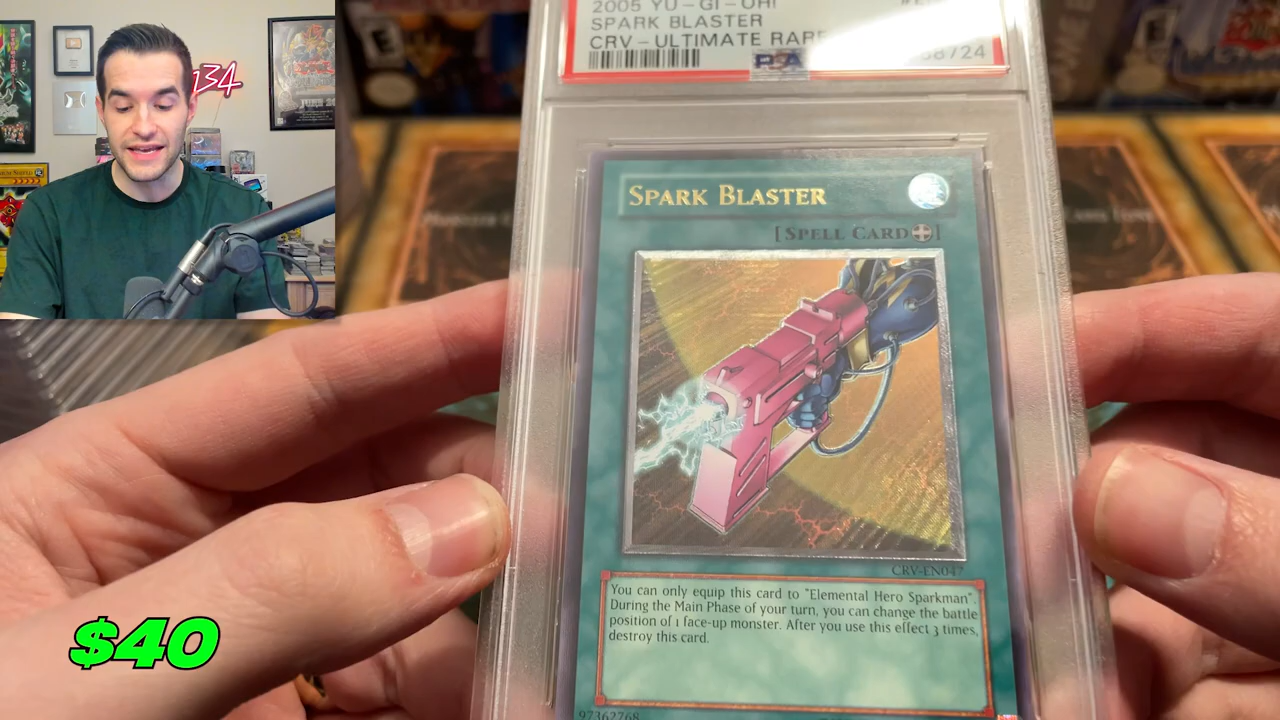 2005 YU-GI-OH!
SPARK BLASTER
CRV-ULTIMATE RARE
PSA
134
SPARK BLASTER
[SPELL CARD]
CRV-EN047
You can only equip this card to "Elemental Hero Sparkman".
During the Main Phase of your turn, you can change the battle
position of 1 face-up monster. After you use this effect 3 times,
destroy this card.
97362768
$40